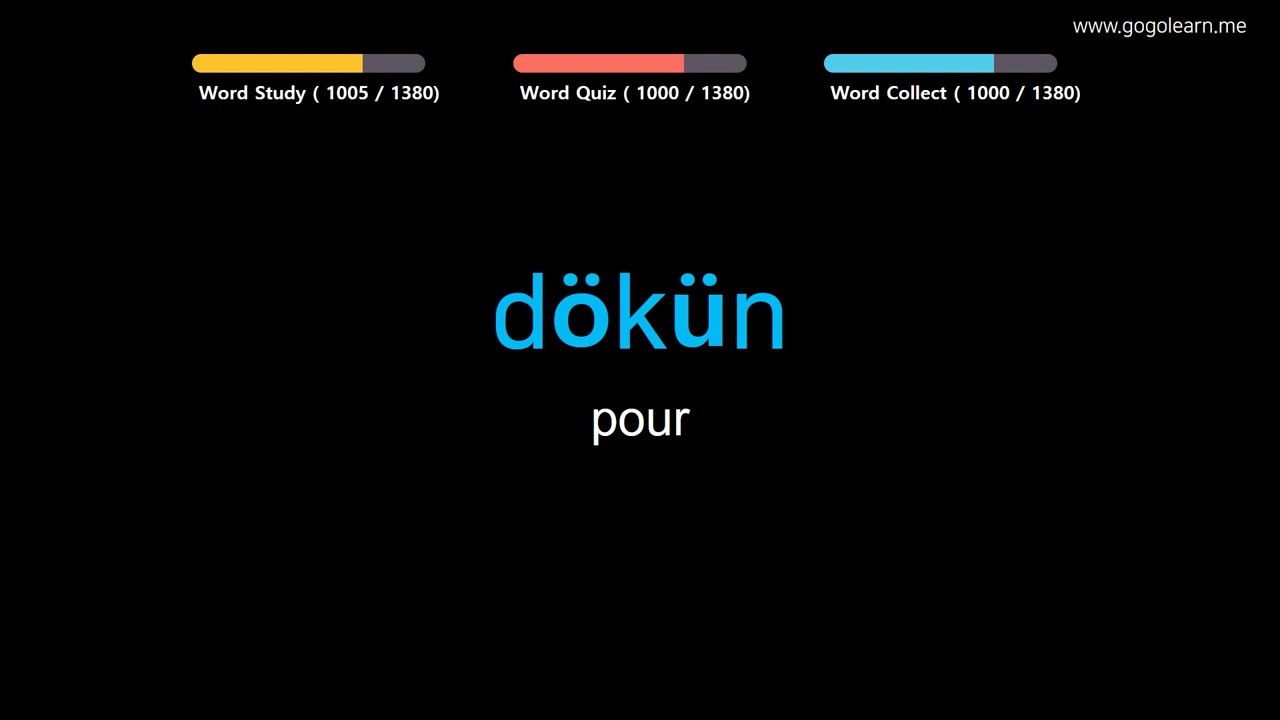 www.gogolearn.me
Word Study ( 1005 / 1380)
Word Quiz ( 1000 / 1380)
Word Collect ( 1000 / 1380)
dökün
pour